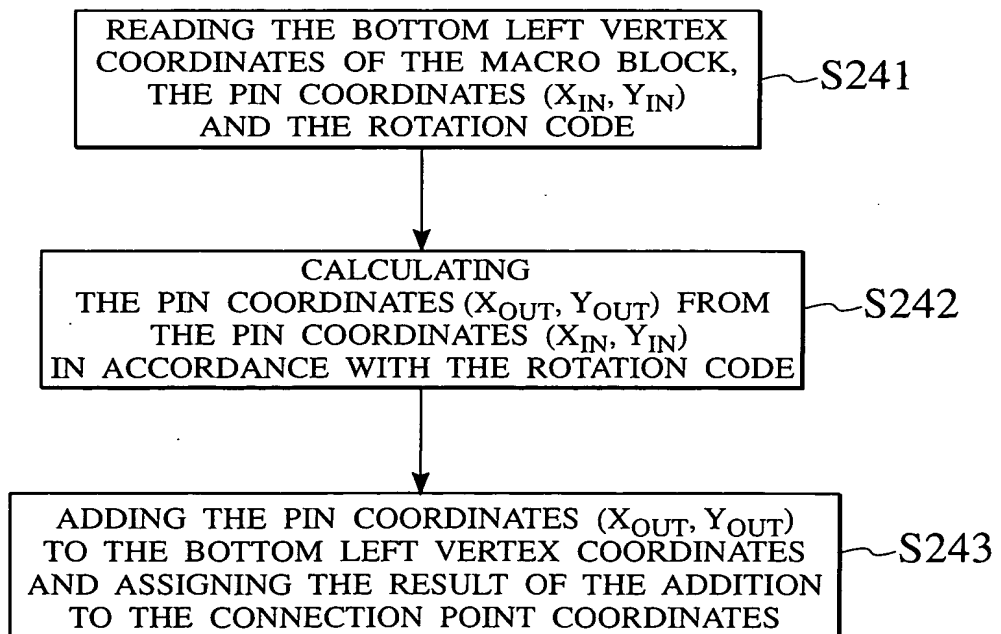 READING THE BOTTOM LEFT VERTEX
COORDINATES OF THE MACRO BLOCK,
THE PIN COORDINATES (XIN, YIN)
AND THE ROTATION CODE
S241
CALCULATING
THE PIN COORDINATES (XOUT, YOUT) FROM
THE PIN COORDINATES (XIN, YIN)
IN ACCORDANCE WITH THE ROTATION CODE
S242
ADDING THE PIN COORDINATES (XOUT, YOUT)
TO THE BOTTOM LEFT VERTEX COORDINATES
AND ASSIGNING THE RESULT OF THE ADDITION
TO THE CONNECTION POINT COORDINATES
S243